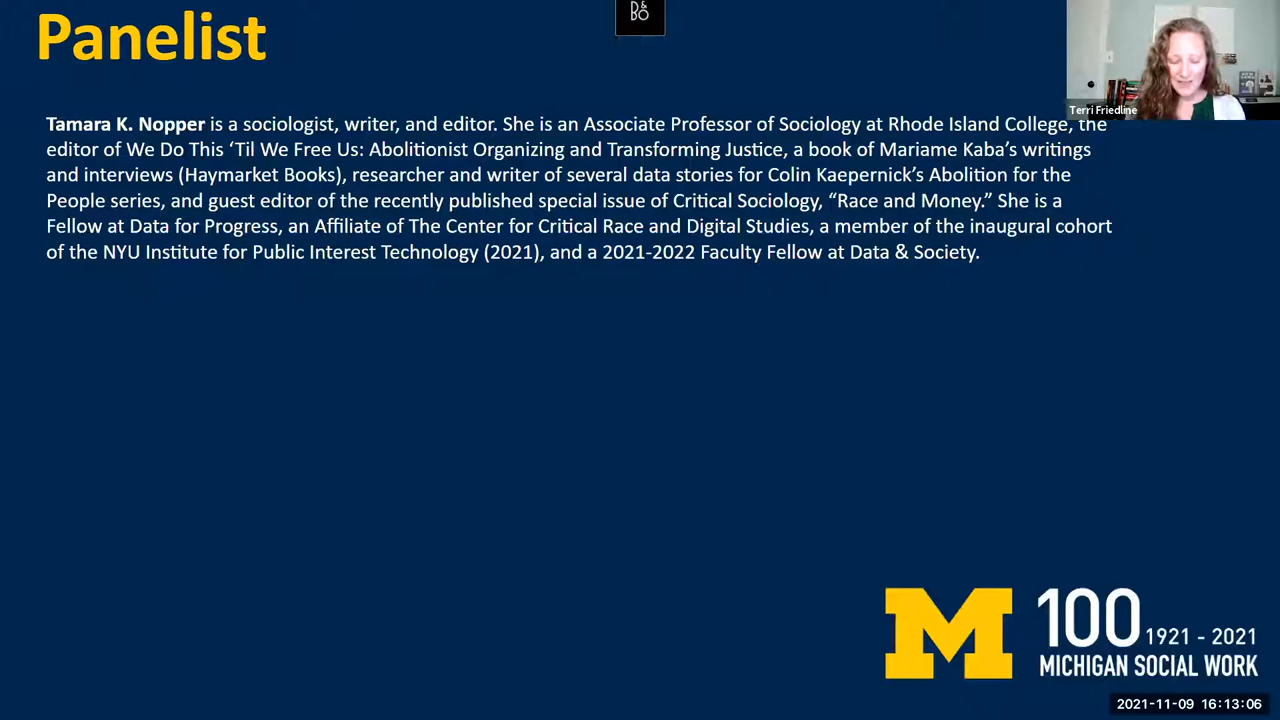 Panelist
D&
BO
Terri Friedline
Tamara K. Nopper is a sociologist, writer, and editor. She is an Associate Professor of Sociology at Rhode Island College, the
editor of We Do This ‘Til We Free Us: Abolitionist Organizing and Transforming Justice, a book of Mariame Kaba’s writings
and interviews (Haymarket Books), researcher and writer of several data stories for Colin Kaepernick’s Abolition for the
People series, and guest editor of the recently published special issue of Critical Sociology, “Race and Money.” She is a
Fellow at Data for Progress, an Affiliate of The Center for Critical Race and Digital Studies, a member of the inaugural cohort
of the NYU Institute for Public Interest Technology (2021), and a 2021-2022 Faculty Fellow at Data & Society.
M
100 1921 - 2021
MICHIGAN SOCIAL WORK
2021-11-09 16:13:06